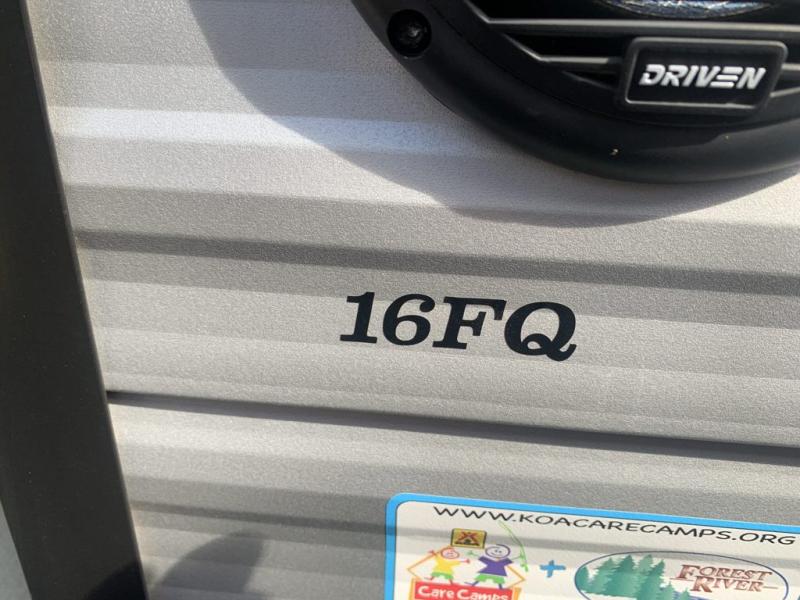 DRIVEN
16FQ
WWW.KOACARECAMPS.ORG
Care Camps + FOREST RIVER